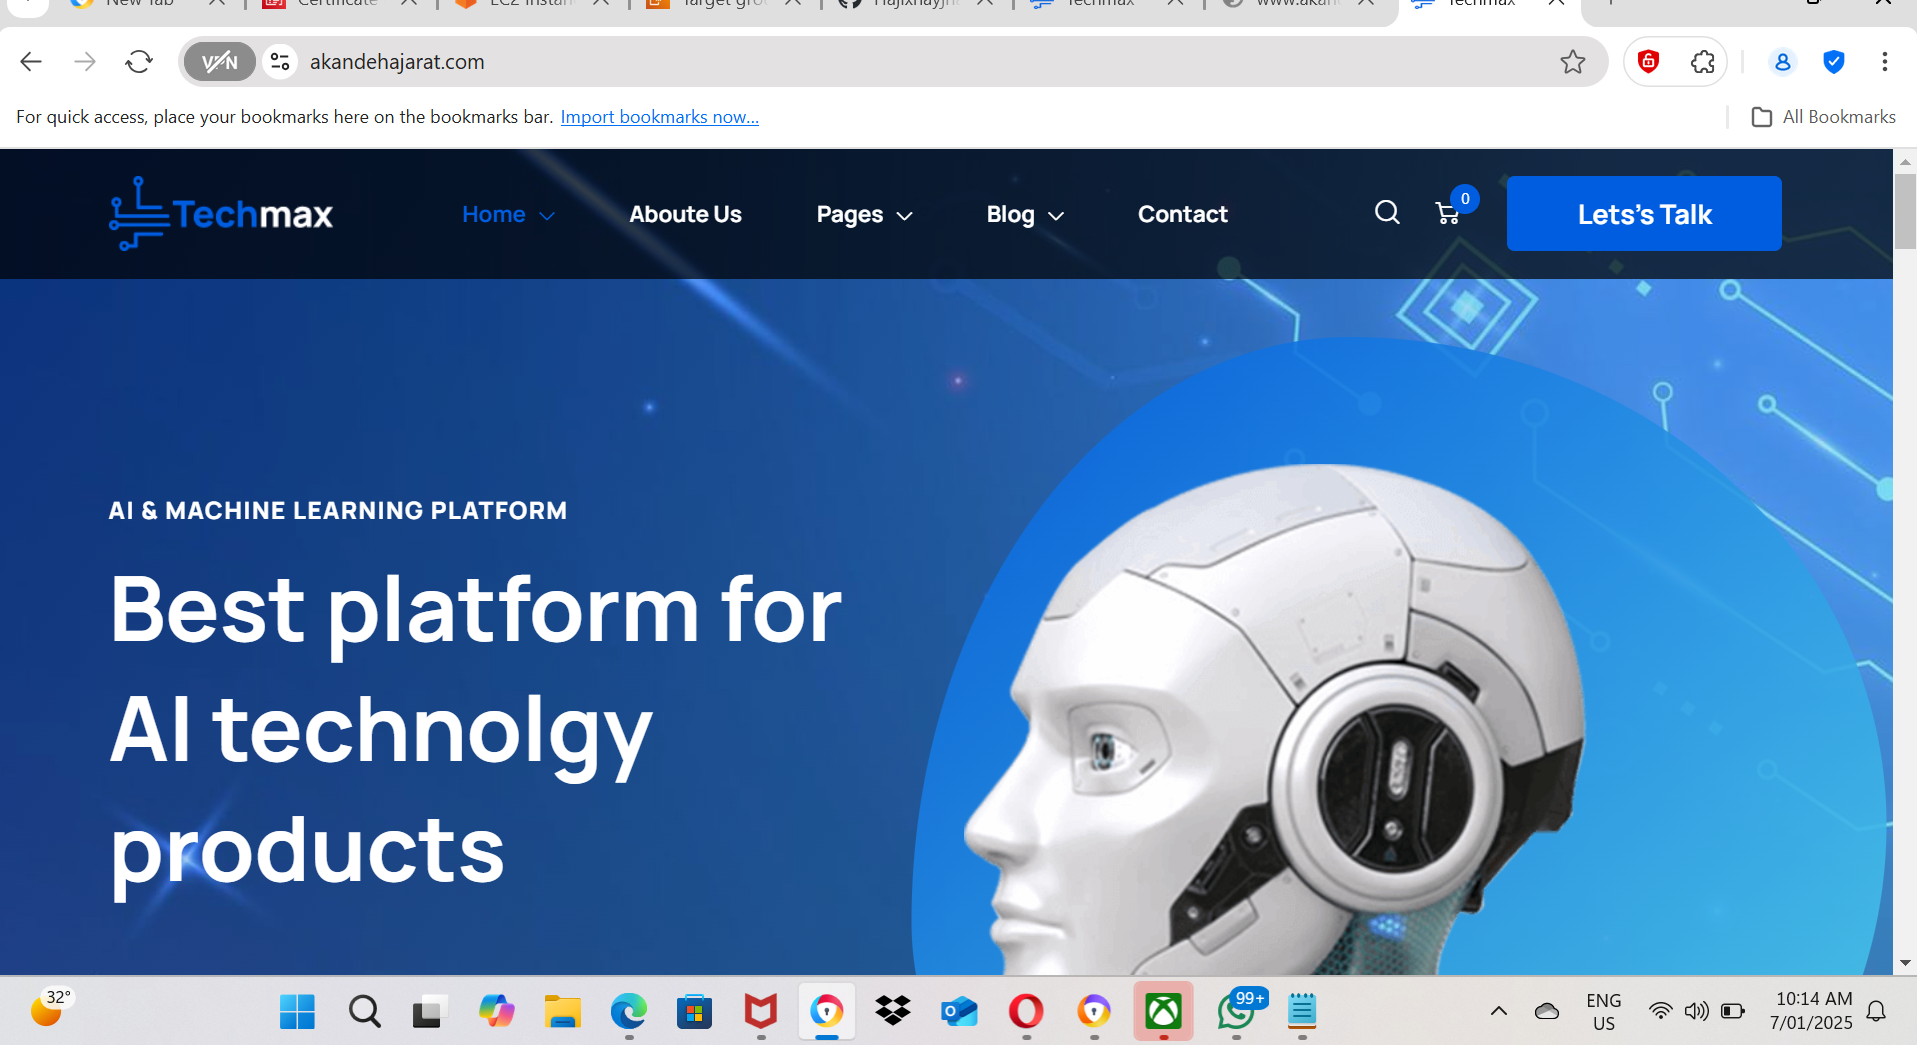 New Tab
Certificate
EC2 Instan
Target gro
Hajixhayjh
Techmax
www.akan
Techmax
VPN
akandehajarat.com
For quick access, place your bookmarks here on the bookmarks bar. Import bookmarks now...
All Bookmarks
Techmax
Home
Aboute Us
Pages
Blog
Contact
0
Lets's Talk
AI & MACHINE LEARNING PLATFORM
Best platform for
AI technolgy
products
32°
99+
ENG
US
10:14 AM
7/01/2025